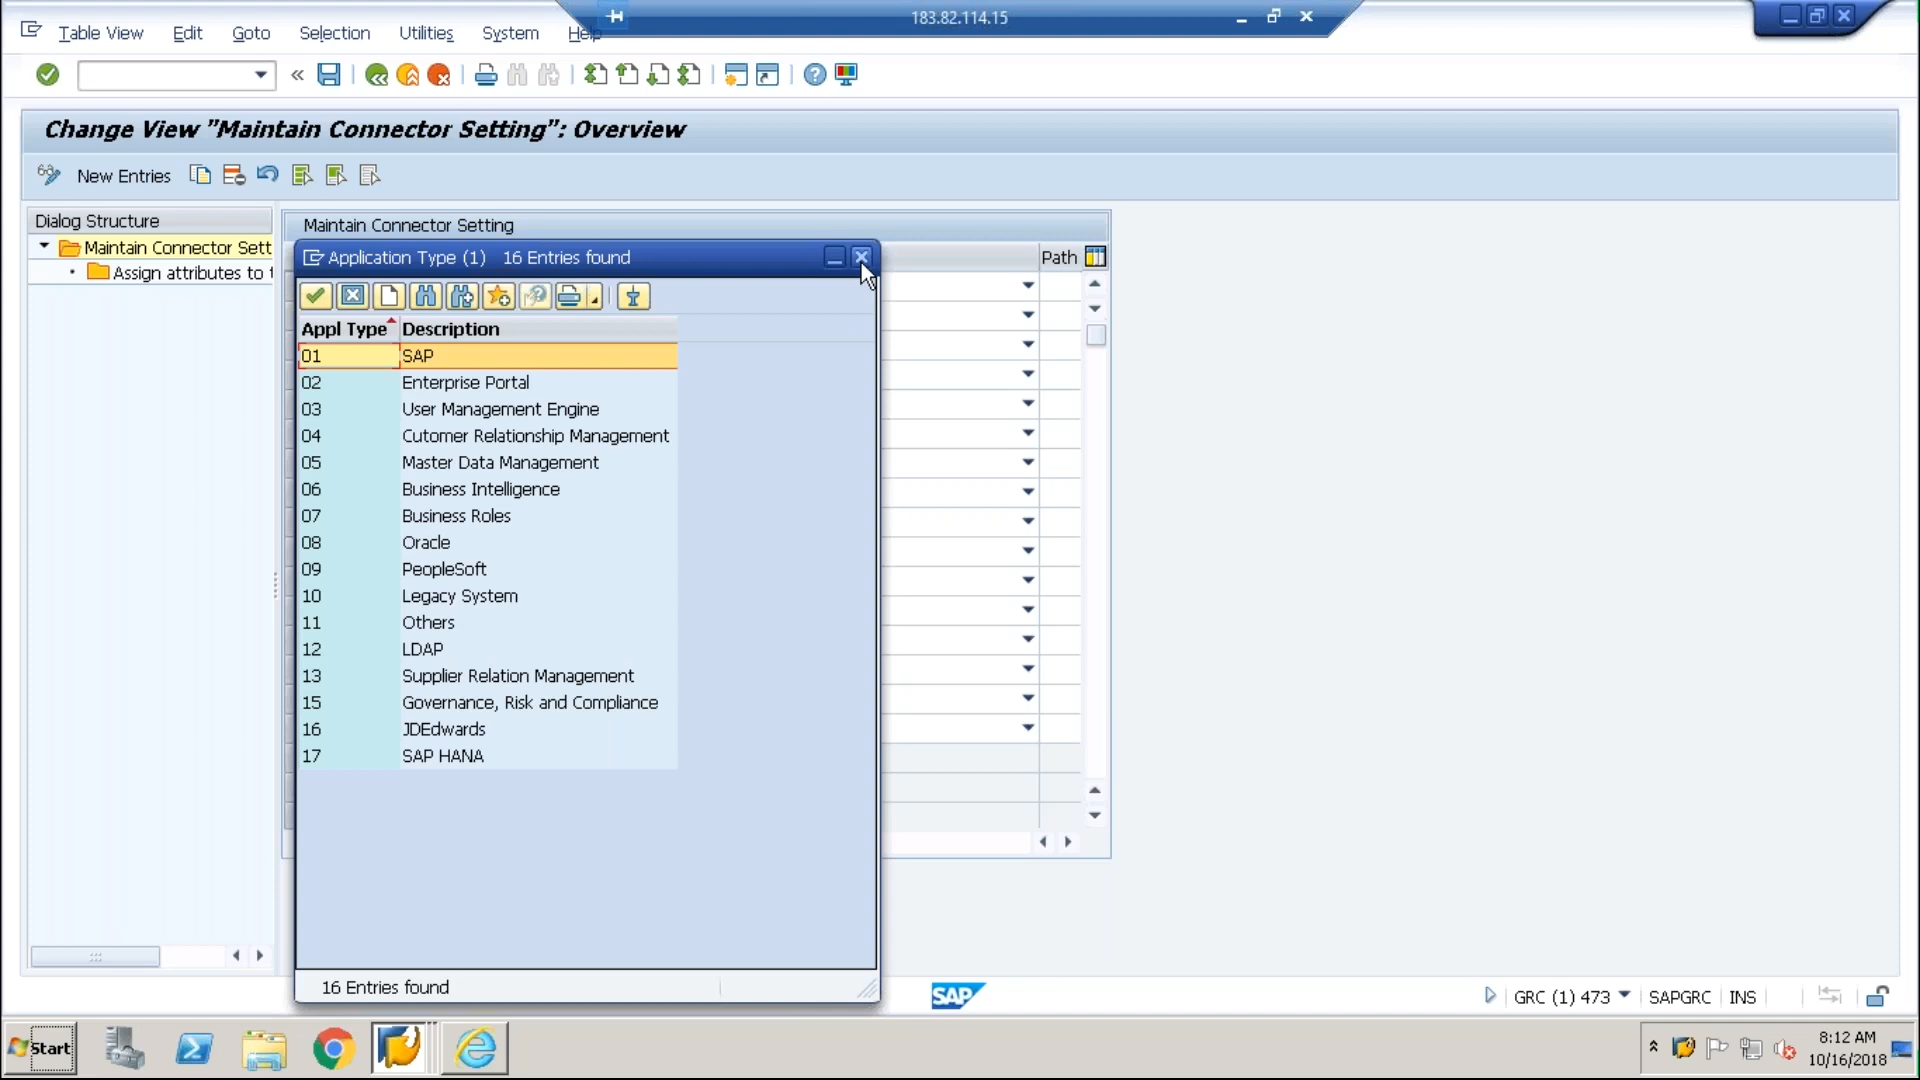 183.82.114.15
Table View Edit Goto Selection Utilities System Help
Change View "Maintain Connector Setting": Overview
New Entries
Dialog Structure
Maintain Connector Sett
Assign attributes to t
Maintain Connector Setting
Path
Application Type (1) 16 Entries found
Appl Type Description
01 SAP
02 Enterprise Portal
03 User Management Engine
04 Cutomer Relationship Management
05 Master Data Management
06 Business Intelligence
07 Business Roles
08 Oracle
09 PeopleSoft
10 Legacy System
11 Others
12 LDAP
13 Supplier Relation Management
15 Governance, Risk and Compliance
16 JDEdwards
17 SAP HANA
16 Entries found
SAP
GRC (1) 473 SAPGRC INS
Start
8:12 AM
10/16/2018